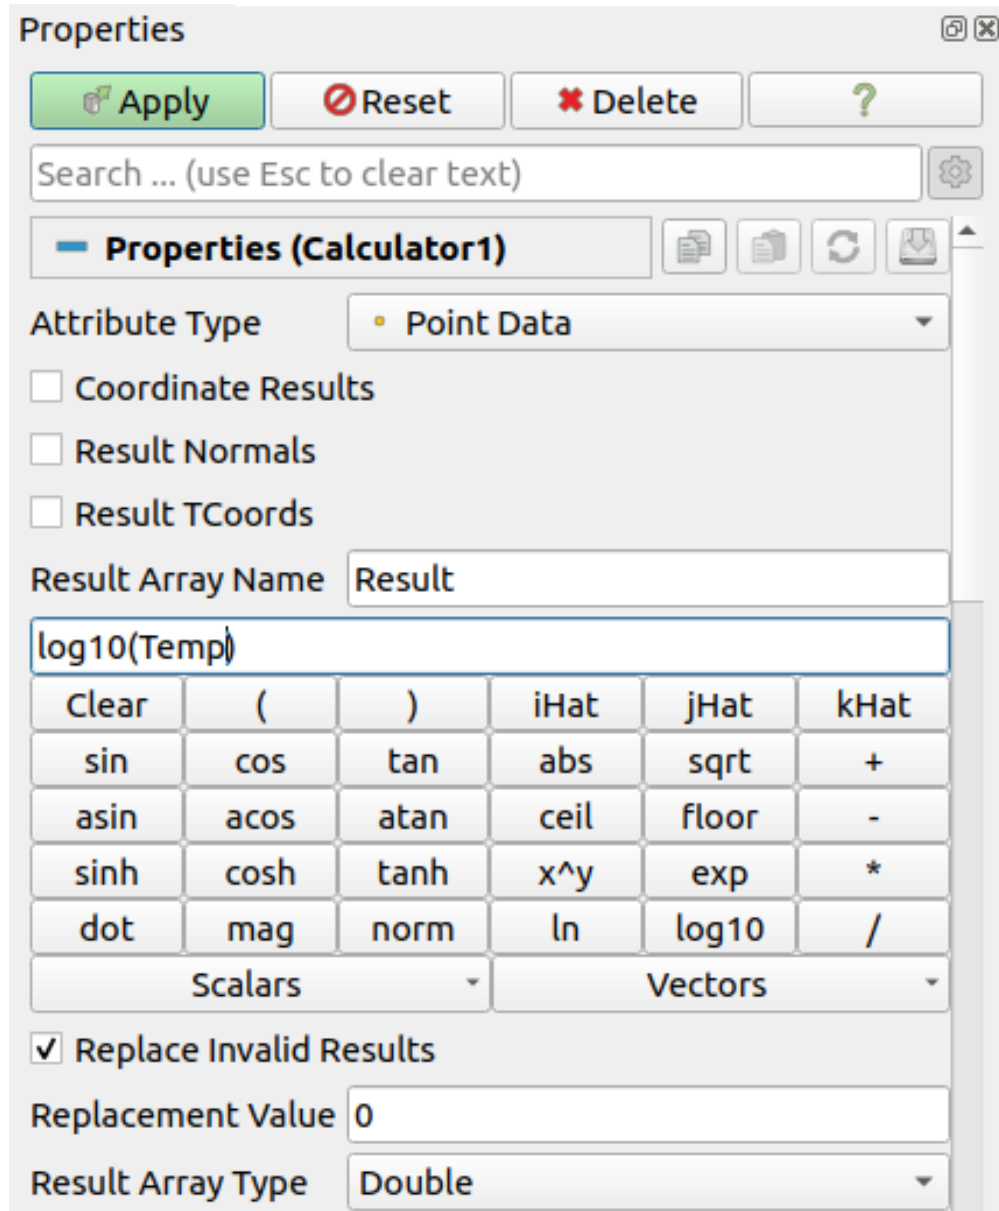 Properties
Apply Reset Delete ?
Search ... (use Esc to clear text)
Properties (Calculator1)
Attribute Type Point Data
Coordinate Results
Result Normals
Result TCoords
Result Array Name Result
log10(Temp)
Clear ( ) iHat jHat kHat
sin cos tan abs sqrt +
asin acos atan ceil floor -
sinh cosh tanh x^y exp *
dot mag norm ln log10 /
Scalars Vectors
Replace Invalid Results
Replacement Value 0
Result Array Type Double